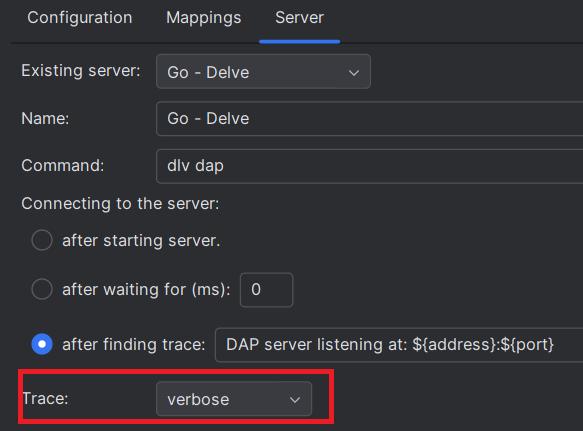 Configuration Mappings Server
Existing server: Go - Delve
Name: Go - Delve
Command: dlv dap
Connecting to the server:
after starting server.
after waiting for (ms): 0
after finding trace: DAP server listening at: ${address}:${port}
Trace: verbose